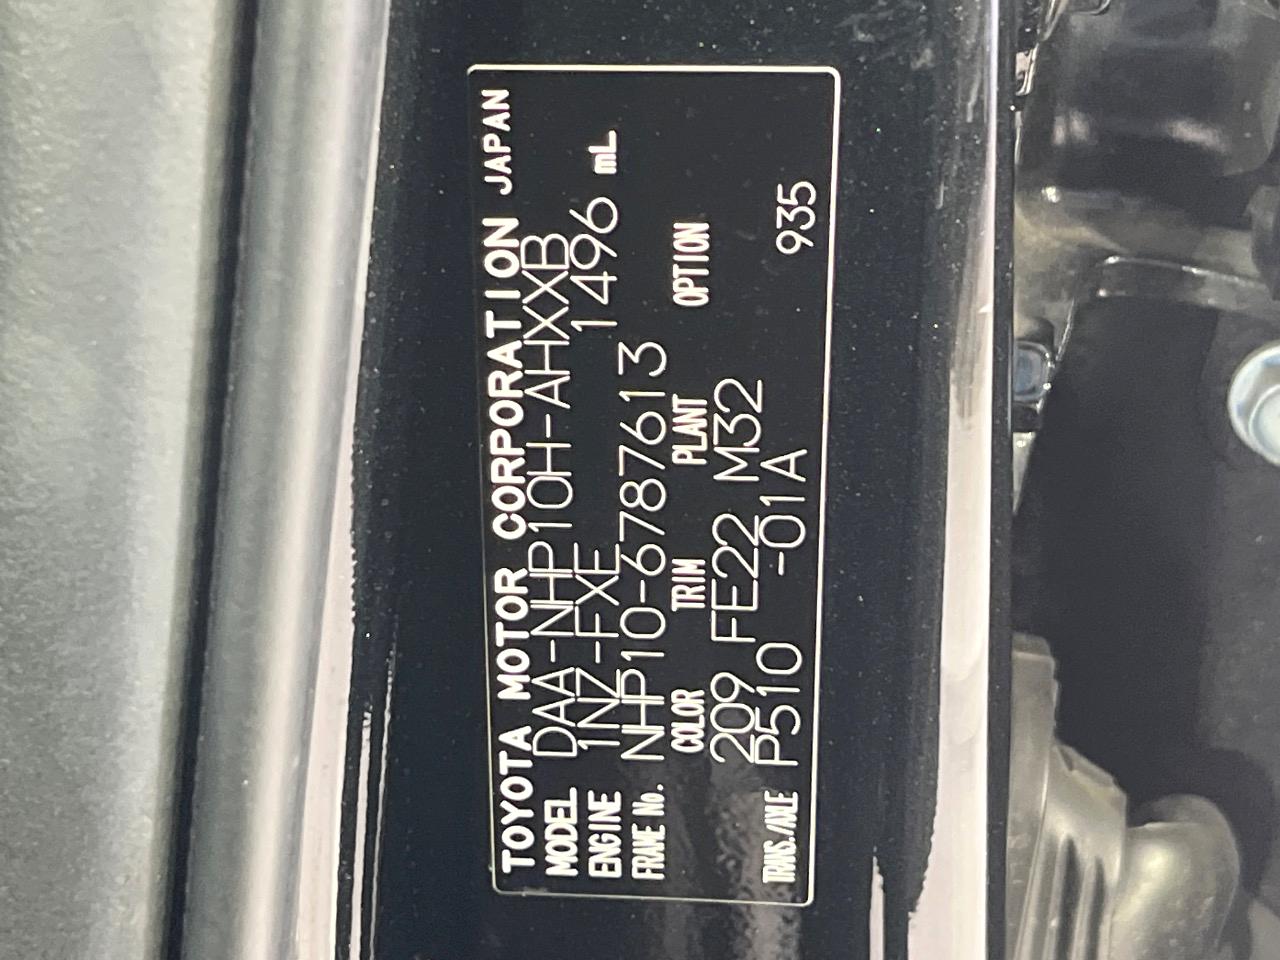 TOYOTA MOTOR CORPORATION JAPAN
MODEL DAA-NHP10H-AHXXB
ENGINE 1NZ-FXE 1496 mL
FRAME No. NHP10-6787613
COLOR TRIM PLANT OPTION
209 FE22 M32
TRANS./AXLE P510 -01A 935